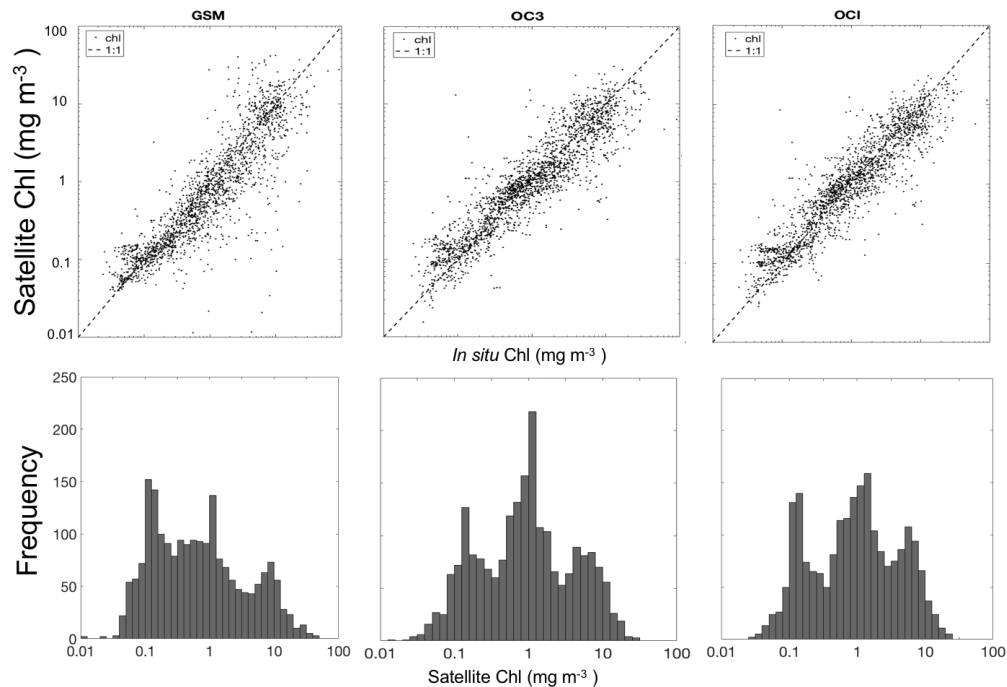 GSM
OC3
OCI
Satellite Chl (mg m⁻³)
100
10
1
0.1
0.01
chl
1:1
chl
1:1
chl
1:1
In situ Chl (mg m⁻³ )
Frequency
250
200
150
100
50
0
0.01 0.1 1 10 100
0.01 0.1 1 10 100
0.01 0.1 1 10 100
Satellite Chl (mg m⁻³ )